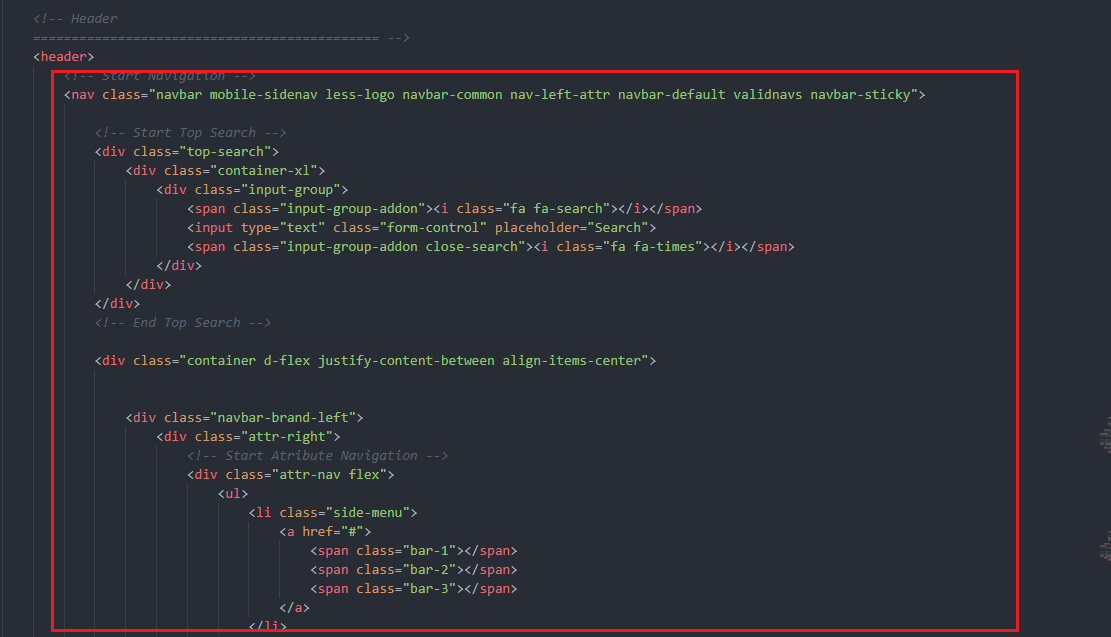 <!-- Header
============================================= -->
<header>
<!-- Start Navigation -->
<nav class="navbar mobile-sidenav less-logo navbar-common nav-left-attr navbar-default validnavs navbar-sticky">
<!-- Start Top Search -->
<div class="top-search">
<div class="container-xl">
<div class="input-group">
<span class="input-group-addon"><i class="fa fa-search"></i></span>
<input type="text" class="form-control" placeholder="Search">
<span class="input-group-addon close-search"><i class="fa fa-times"></i></span>
</div>
</div>
</div>
<!-- End Top Search -->
<div class="container d-flex justify-content-between align-items-center">
<div class="navbar-brand-left">
<div class="attr-right">
<!-- Start Atribute Navigation -->
<div class="attr-nav flex">
<ul>
<li class="side-menu">
<a href="#">
<span class="bar-1"></span>
<span class="bar-2"></span>
<span class="bar-3"></span>
</a>
</li>